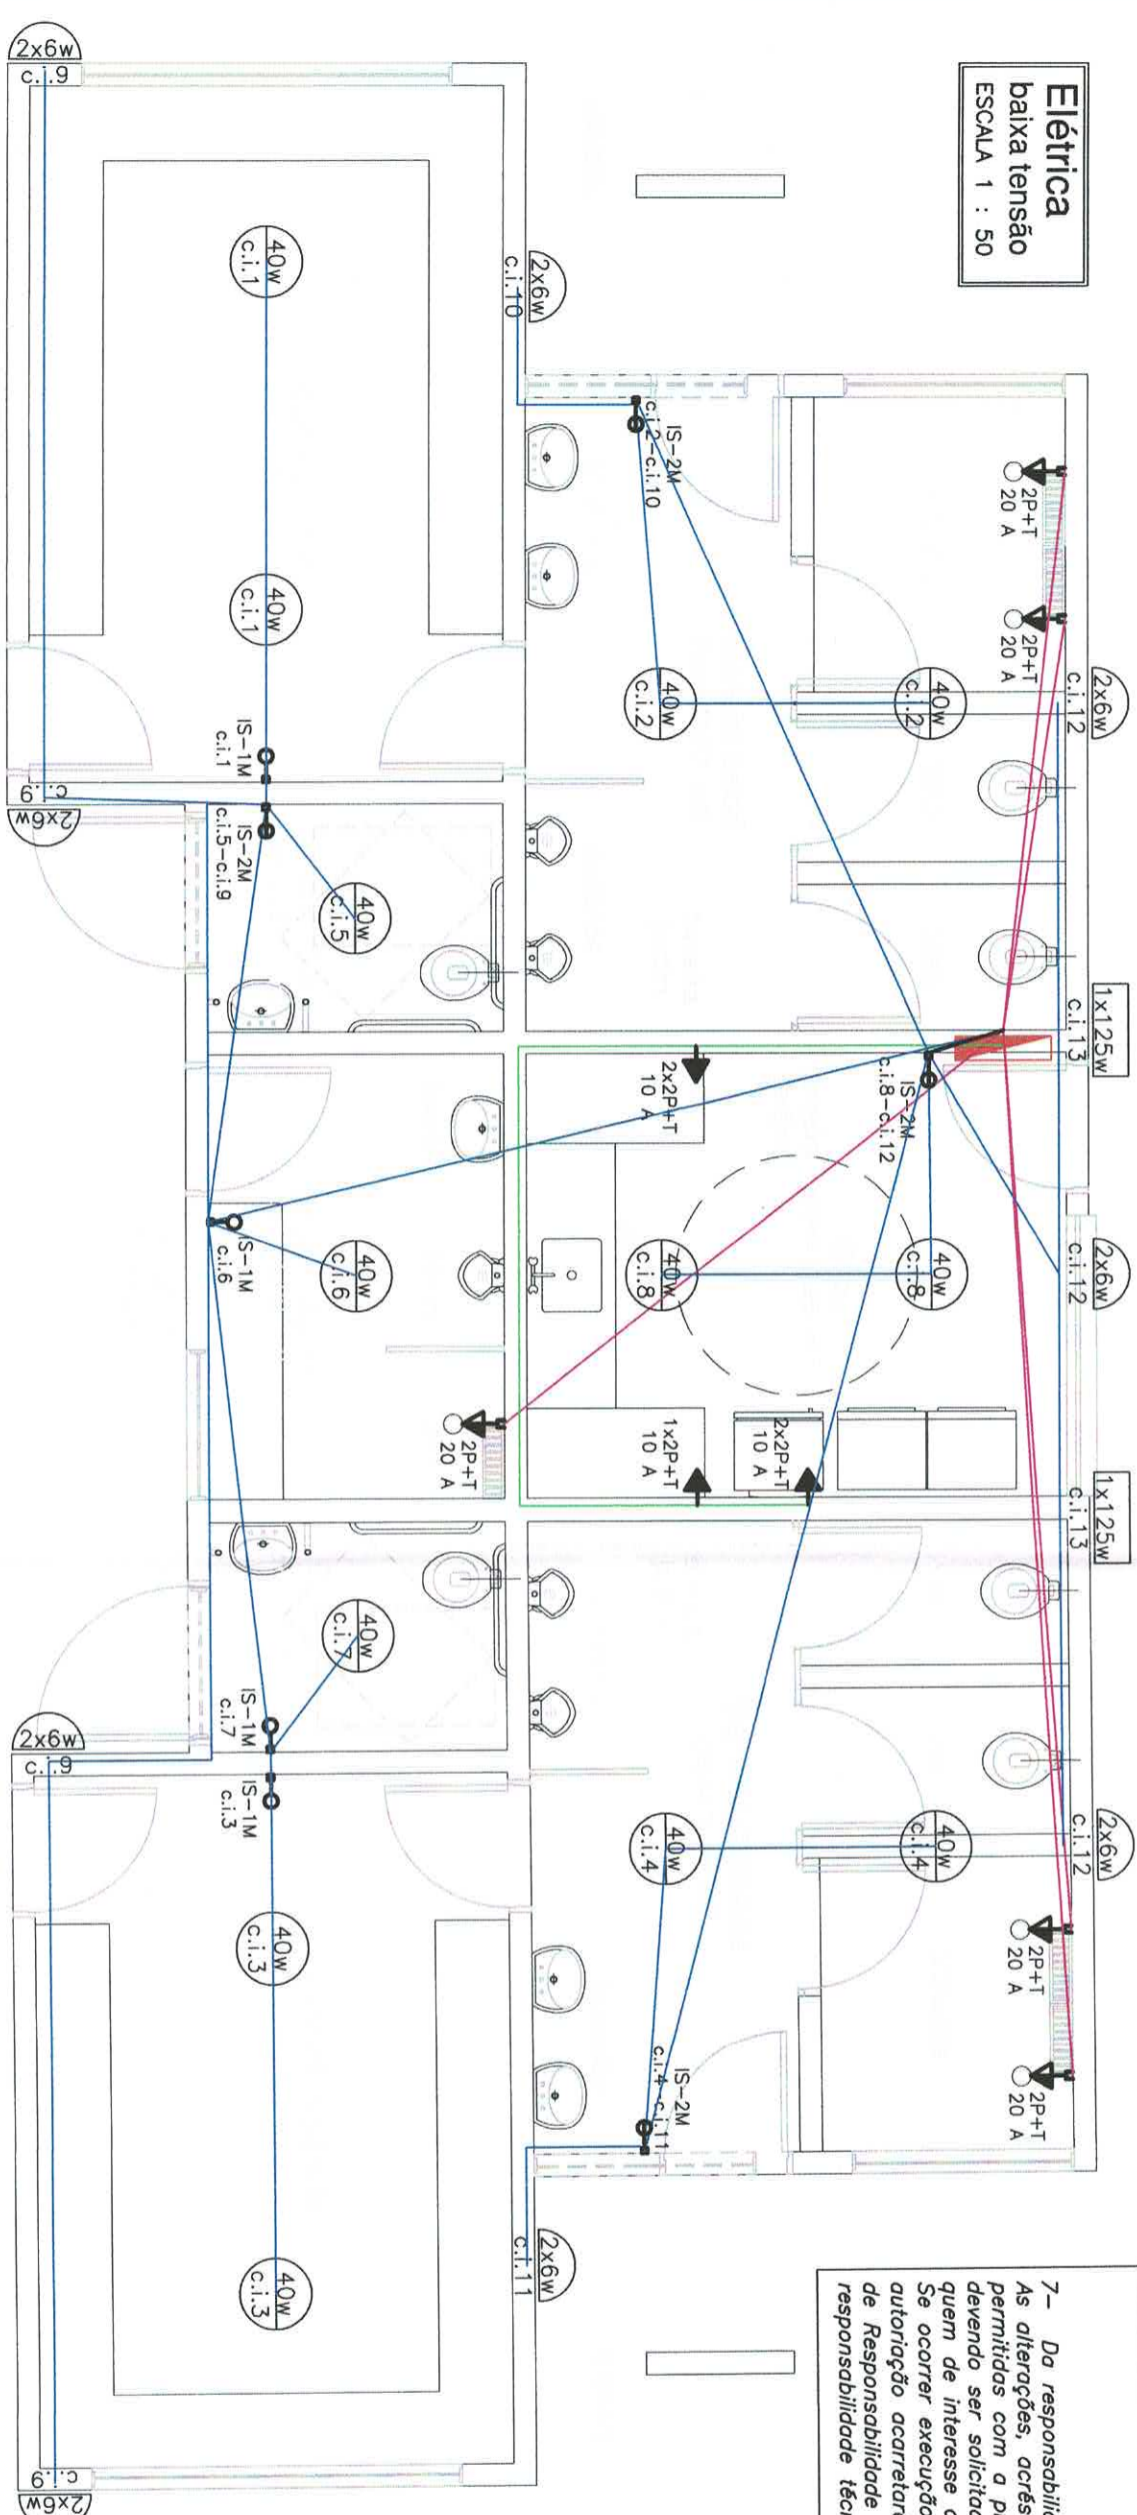 Elétrica
baixa tensão
ESCALA 1 : 50
2x6w
c.i.12
1x125w
c.i.13
2x6w
c.i.12
1x125w
c.i.13
2x6w
c.i.12
2P+T
20 A
2P+T
20 A
2P+T
20 A
2P+T
20 A
40w
c.i.2
40w
c.i.8
40w
c.i.4
IS-2M
c.i.8-c.i.12
IS-2M
c.i.2-c.i.10
40w
c.i.2
2x2P+T
10 A
40w
c.i.8
1x2P+T
10 A
2x2P+T
10 A
40w
c.i.4
IS-2M
c.i.4-c.i.11
2x6w
c.i.10
2x6w
c.i.11
2P+T
20 A
40w
c.i.5
40w
c.i.6
40w
c.i.7
40w
c.i.1
40w
c.i.1
IS-1M
c.i.1
IS-2M
c.i.5-c.i.9
IS-1M
c.i.6
IS-1M
c.i.7
IS-1M
c.i.3
40w
c.i.3
40w
c.i.3
2x6w
c.i.9
2x6w
c.i.9
2x6w
c.i.9
2x6w
c.i.9
7- Da
As alterações,
permitidas com a
devendo ser
quem de interesse
Se ocorrer execução
autoriação
de Responsabilidade
responsabilidade